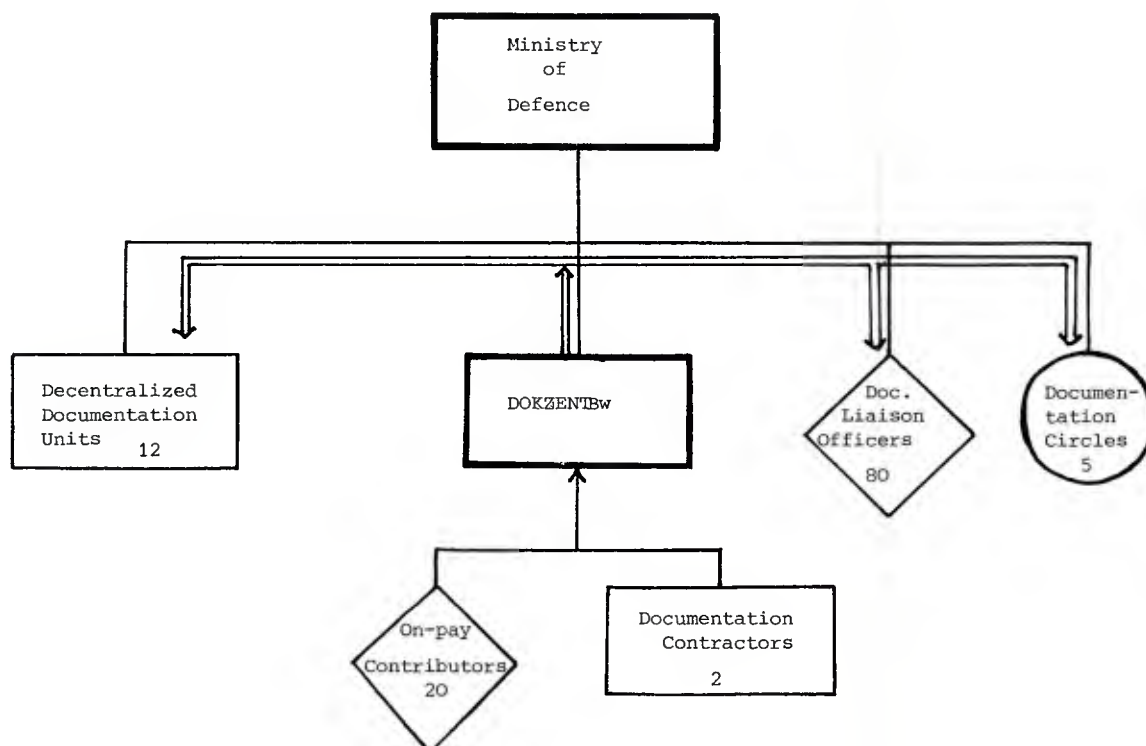 Ministry
of
Defence
Decentralized
Documentation
Units
12
DOKZENTBw
Doc.
Liaison
Officers
80
Documen-
tation
Circles
5
On-pay
Contributors
20
Documentation
Contractors
2